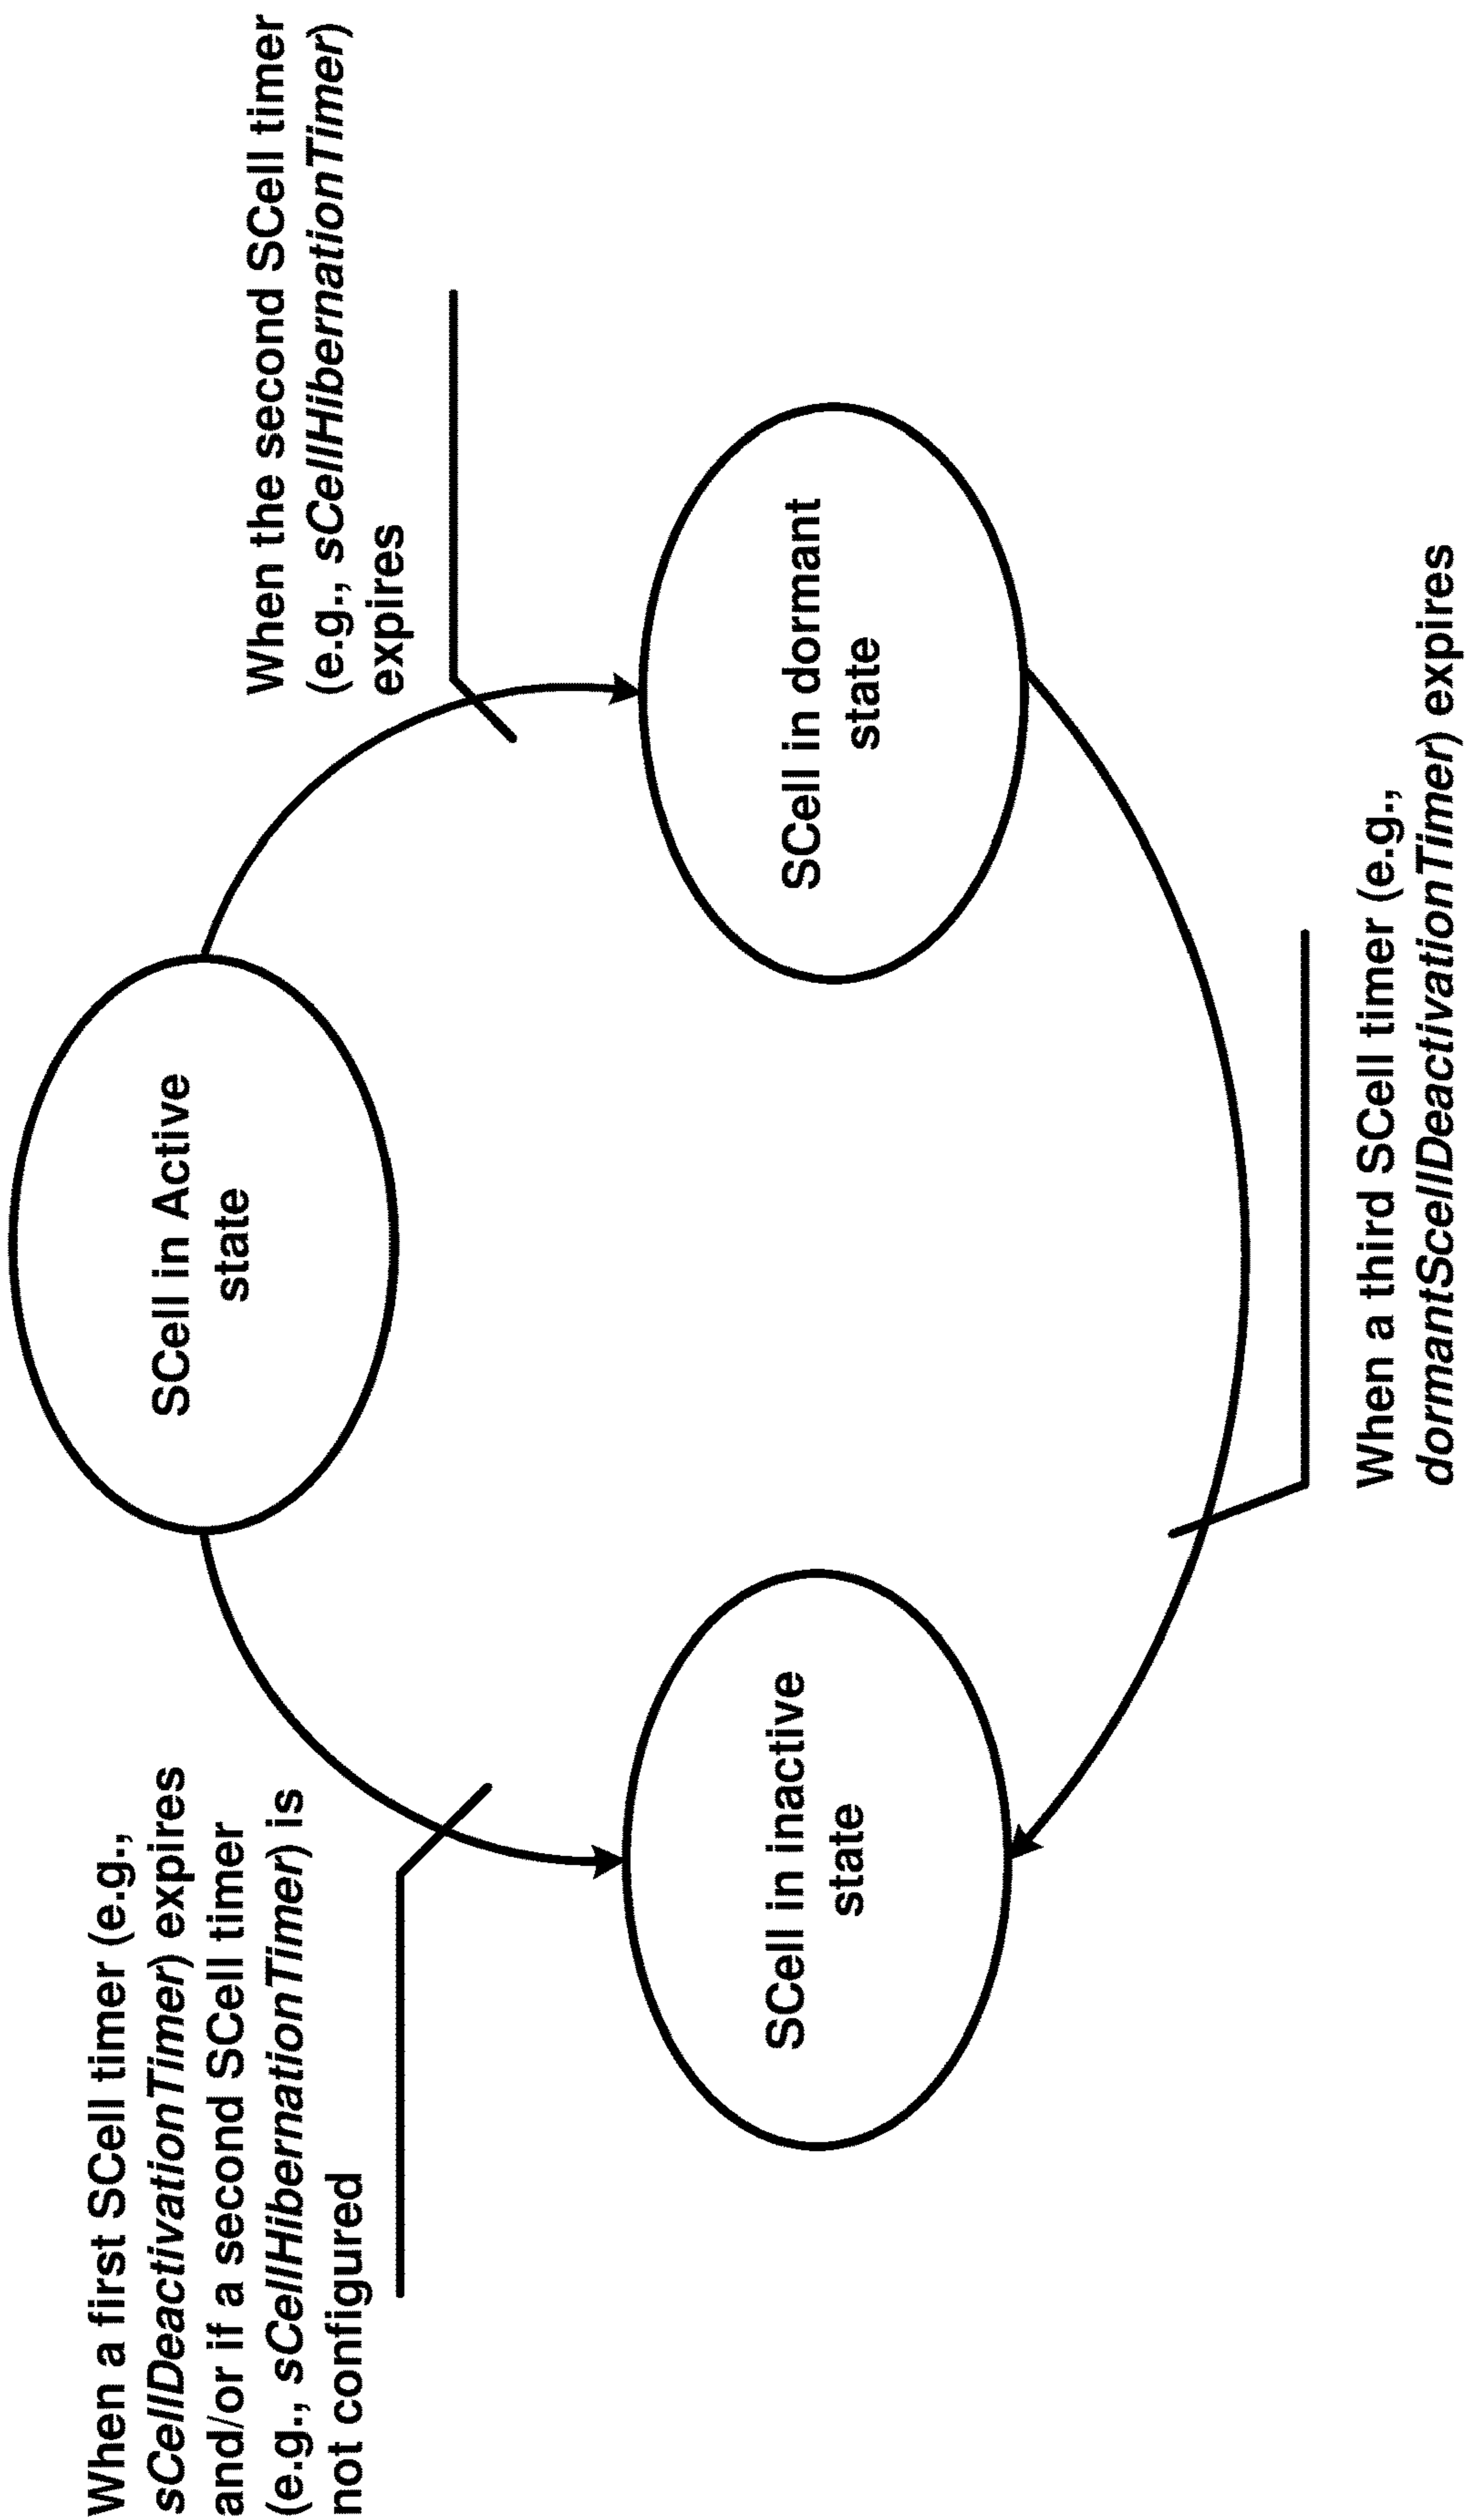 When a first SCell timer (e.g.,
sCellDeactivationTimer) expires
and/or if a second SCell timer
(e.g., sCellHibernationTimer) is
not configured
SCell in Active
state
When the second SCell timer
(e.g., sCellHibernationTimer)
expires
SCell in inactive
state
SCell in dormant
state
When a third SCell timer (e.g.,
dormantScellDeactivationTimer) expires